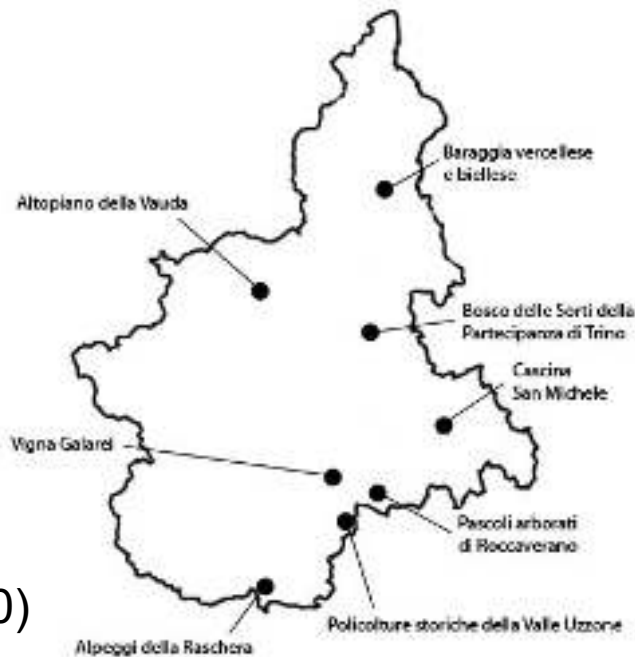 Baraggia vercellese
e biellese
Altopiano della Vauda
Bosco delle Sorti della
Partecipanza di Trino
Cascina
San Michele
Vigna Galarei
Pascoli arborati
di Roccaverano
0)
Policolture storiche della Valle Uzzone
Alpeggi della Raschera